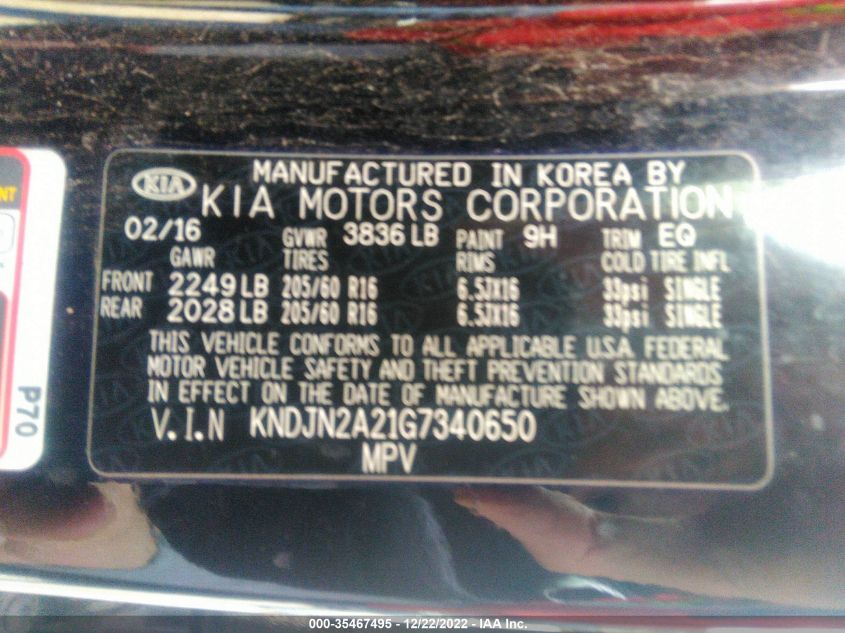 KIA
MANUFACTURED IN KOREA BY
KIA MOTORS CORPORATION
02/16 GVWR 3836 LB PAINT 9H TRIM EQ
GAWR TIRES RIMS COLD TIRE INFL
FRONT 2249 LB 205/60 R16 6.5JX16 33psi SINGLE
REAR 2028 LB 205/60 R16 6.5JX16 33psi SINGLE
THIS VEHICLE CONFORMS TO ALL APPLICABLE U.S.A. FEDERAL
MOTOR VEHICLE SAFETY AND THEFT PREVENTION STANDARDS
IN EFFECT ON THE DATE OF MANUFACTURE SHOWN ABOVE.
V.I.N KNDJN2A21G7340650
MPV
P70
000-35467495 - 12/22/2022 - IAA Inc.